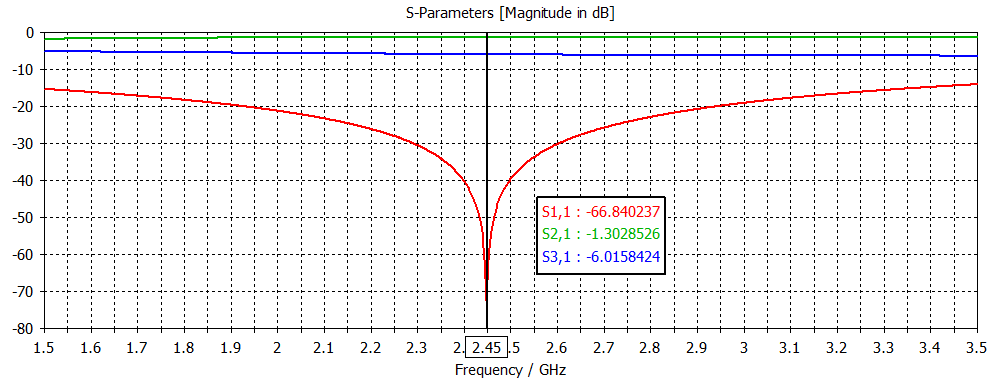 S-Parameters [Magnitude in dB]
0
-10
-20
-30
-40
-50
-60
-70
-80
S1,1 : -66.840237
S2,1 : -1.3028526
S3,1 : -6.0158424
1.5 1.6 1.7 1.8 1.9 2 2.1 2.2 2.3 2. 2.45 .5 2.6 2.7 2.8 2.9 3 3.1 3.2 3.3 3.4 3.5
Frequency / GHz